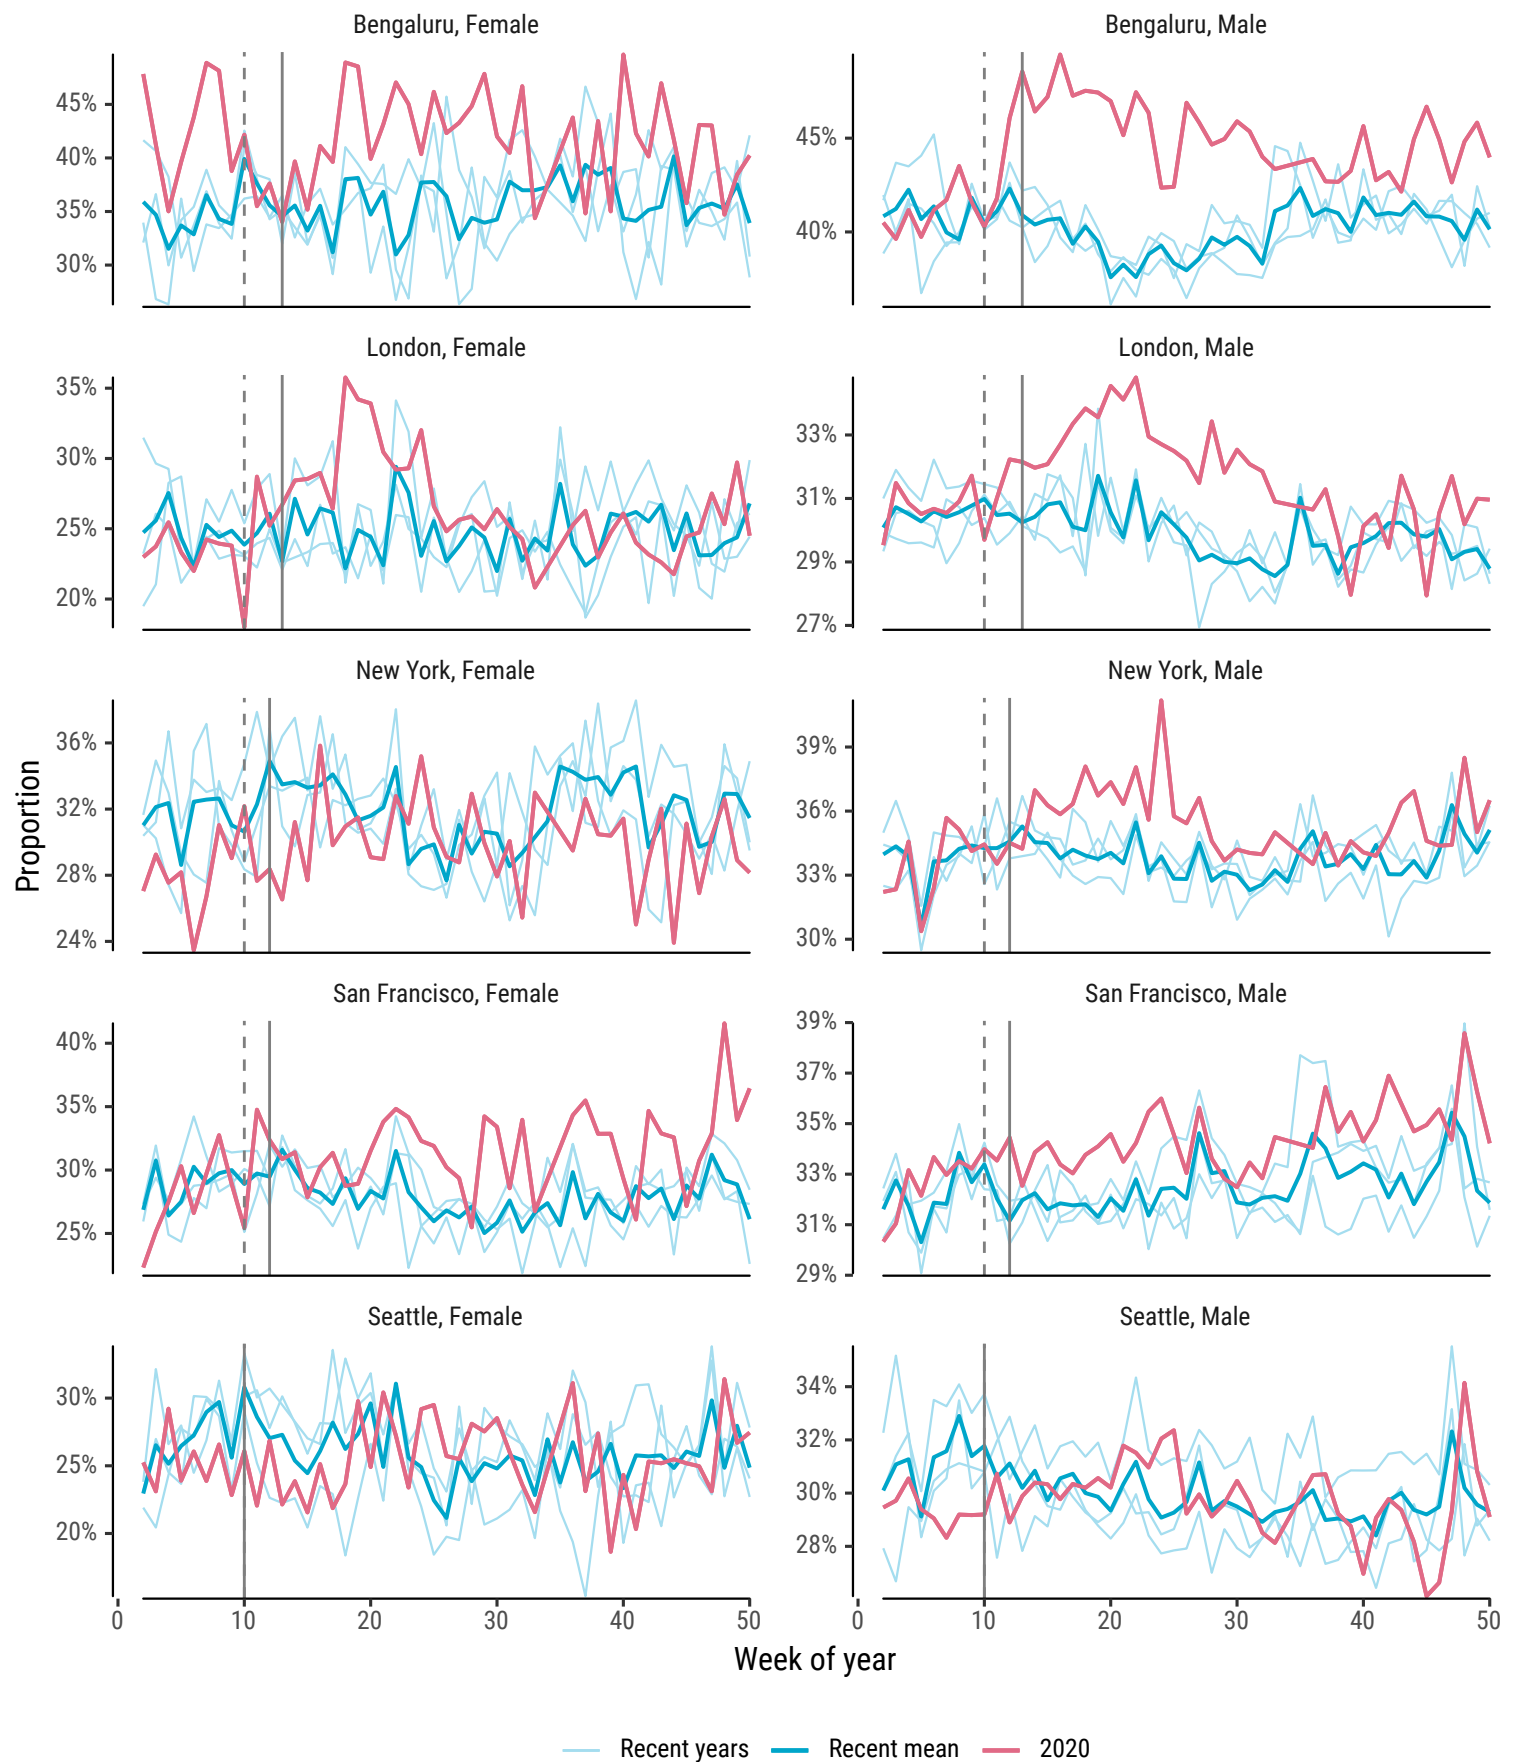 Bengaluru, Female
Bengaluru, Male
45%
40%
35%
30%
45%
40%
London, Female
London, Male
35%
30%
25%
20%
33%
31%
29%
27%
New York, Female
New York, Male
36%
32%
28%
24%
39%
36%
33%
30%
Proportion
San Francisco, Female
San Francisco, Male
40%
35%
30%
25%
39%
37%
35%
33%
31%
29%
Seattle, Female
Seattle, Male
30%
25%
20%
34%
32%
30%
28%
0 10 20 30 40 50
0 10 20 30 40 50
Week of year
Recent years Recent mean 2020